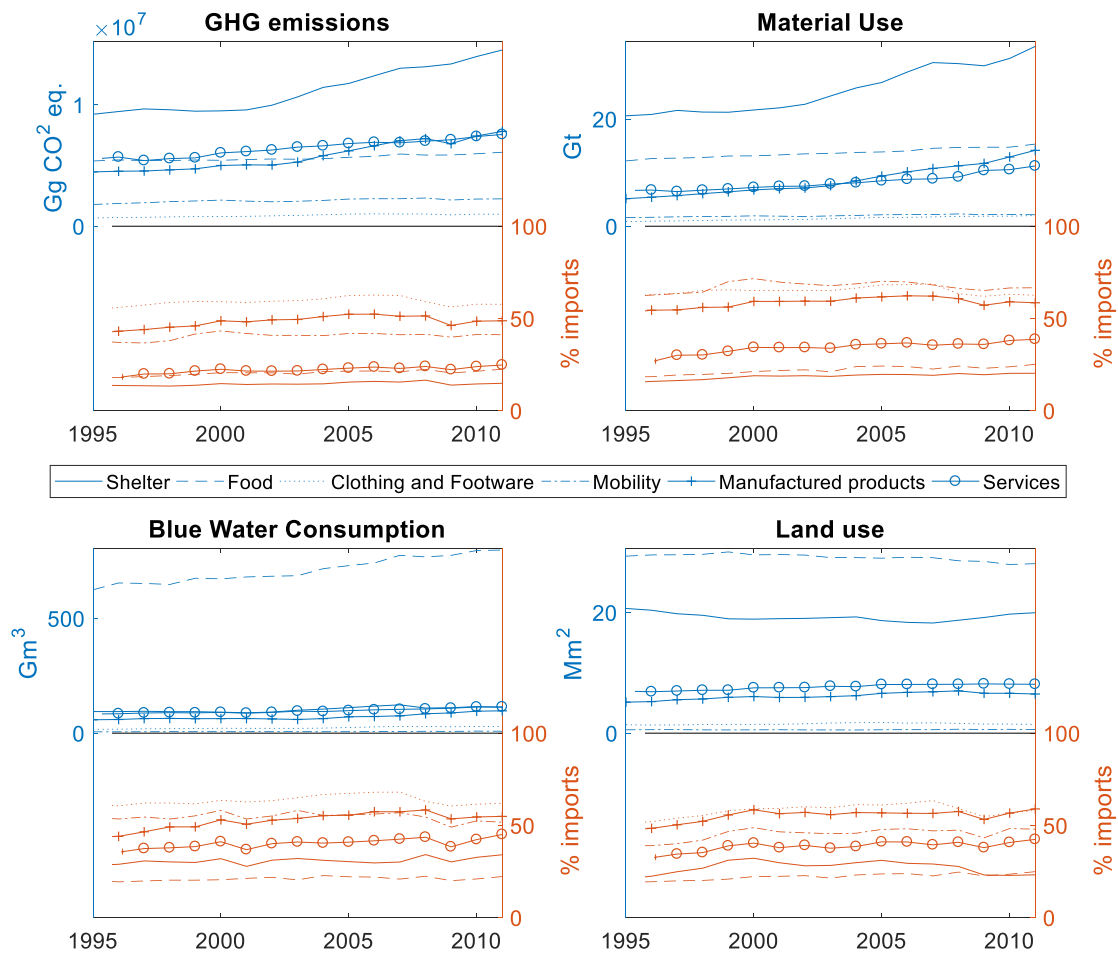 GHG emissions
×10⁷
1
0
Gg CO² eq.
100
50
0
% imports
1995 2000 2005 2010
Material Use
20
0
Gt
100
50
0
% imports
1995 2000 2005 2010
Shelter Food Clothing and Footware Mobility Manufactured products Services
Blue Water Consumption
500
0
Gm³
100
50
0
% imports
1995 2000 2005 2010
Land use
20
0
Mm²
100
50
0
% imports
1995 2000 2005 2010